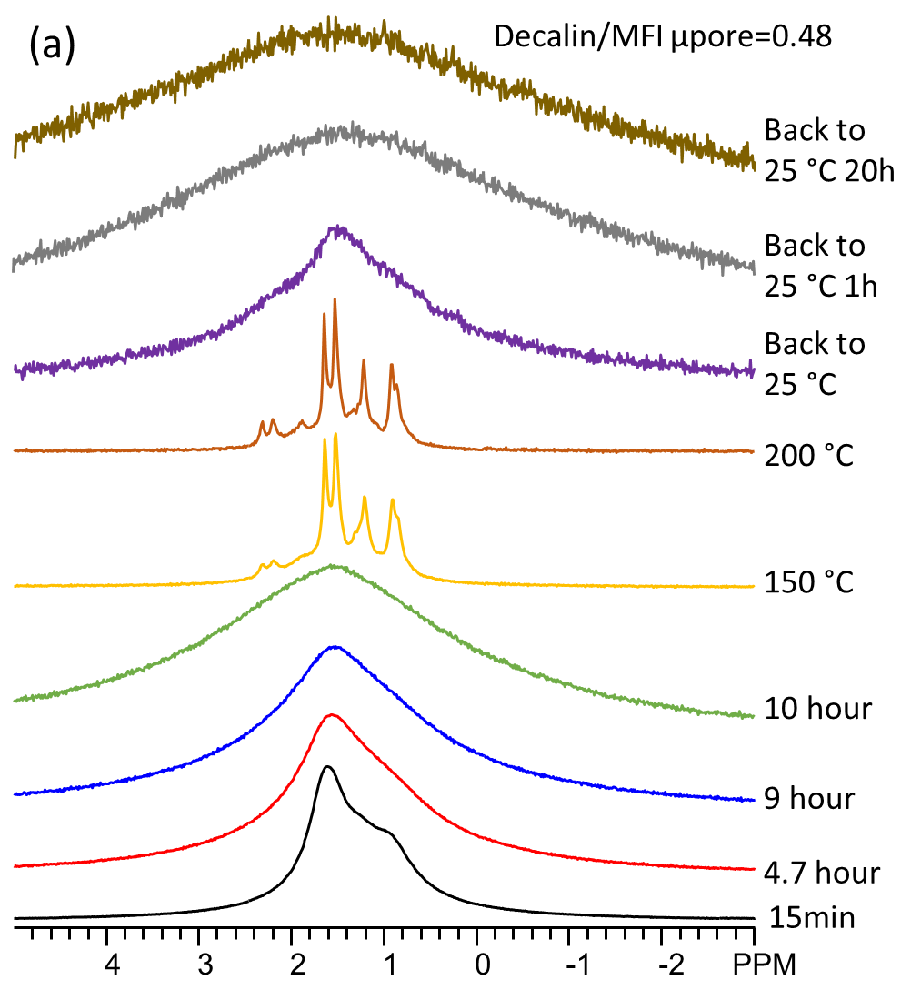 (a)
Decalin/MFI μpore=0.48
Back to
25 °C 20h
Back to
25 °C 1h
Back to
25 °C
200 °C
150 °C
10 hour
9 hour
4.7 hour
15min
4 3 2 1 0 -1 -2 PPM